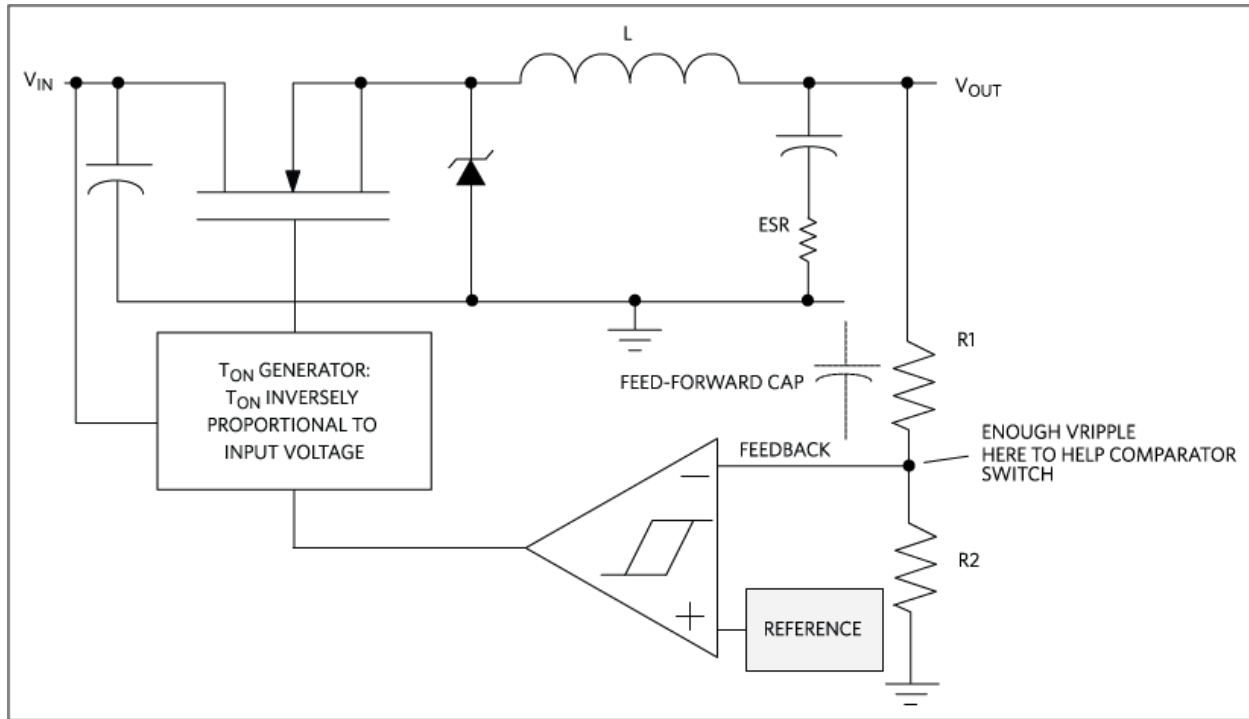 L
V_IN
V_OUT
ESR
R1
T_ON GENERATOR:
T_ON INVERSELY
PROPORTIONAL TO
INPUT VOLTAGE
FEED-FORWARD CAP
FEEDBACK
ENOUGH VRIPPLE
HERE TO HELP COMPARATOR
SWITCH
−
R2
+
REFERENCE